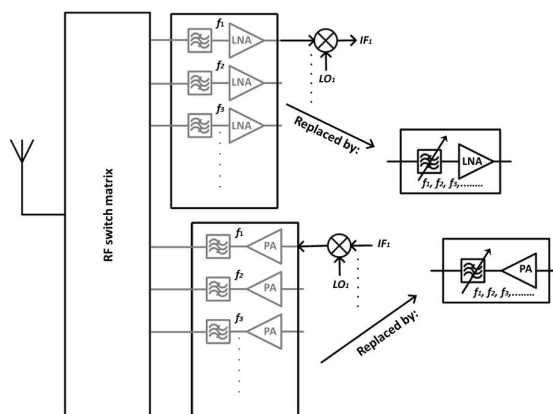 RF switch matrix
f1
LNA
IF1
LO1
f2
LNA
f3
LNA
Replaced by:
LNA
f1, f2, f3,........
f1
PA
IF1
LO1
f2
PA
f3
PA
Replaced by:
PA
f1, f2, f3,........